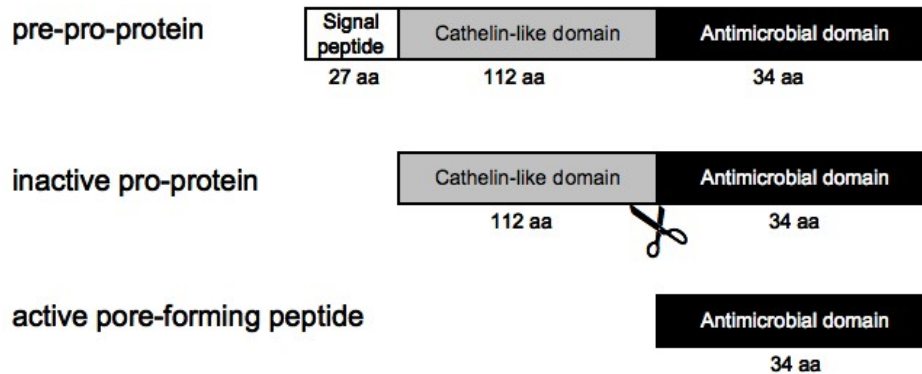 pre-pro-protein
Signal peptide
Cathelin-like domain
Antimicrobial domain
27 aa
112 aa
34 aa
inactive pro-protein
Cathelin-like domain
Antimicrobial domain
112 aa
34 aa
active pore-forming peptide
Antimicrobial domain
34 aa